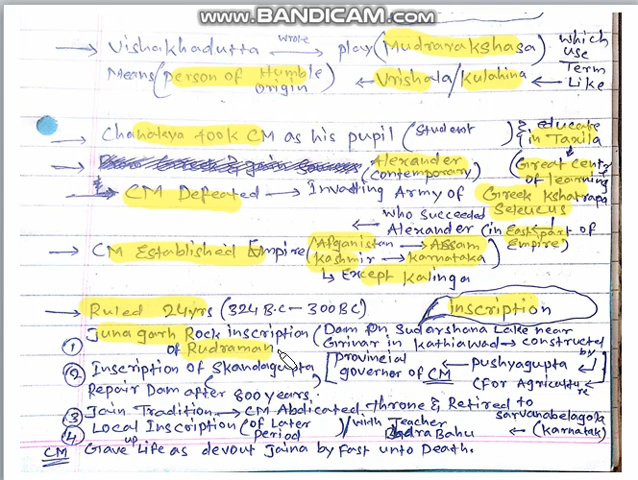 WWW.BANDICAM.COM
→ Vishakhadutta wrote → play (Mudrarakshasa) which use Term Like
Means (person of Humble origin) ← Vrishala/Kulahina ←
→ Chanakya took CM as his pupil (Student) & educate in Taxila
Alexander contemporary) (Great Centre of learning
→ CM Defeated → Invading Army of Greek Kshatrapa Seleucus
← who succeeded Alexander (in East part of Empire)
→ CM Established Empire (Afganistan → Assam
Kashmir → Karnataka)
↳ Except Kalinga
→ Ruled 24yrs (324 B.C – 300 BC) inscription
① Junagarh Rock inscription (Dam on Sudarshana Lake near
of Rudraman Girivar in Kathiawad → constructed by
② Inscription of Skandagupta) [provincial governor of CM ← pushyagupta ←
Repair Dam after 800 years. (For Agriculture
③ Jain Tradition → CM Abdicated throne & Retired to
④ Local Inscription (of Later period) / with Teacher Badra Bahu ← sarvanabelagola (Karnatak)
CM Gave up Life as devout Jaina by Fast unto Death.